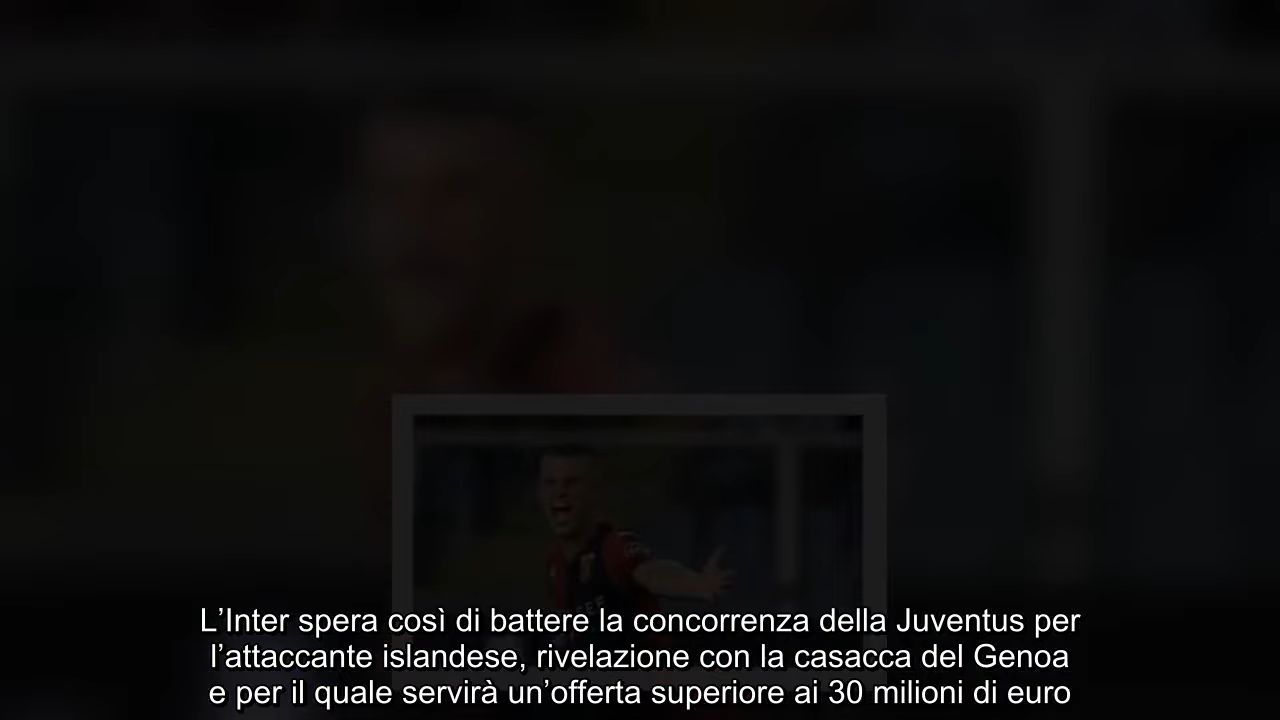 L’Inter spera così di battere la concorrenza della Juventus per
l’attaccante islandese, rivelazione con la casacca del Genoa
e per il quale servirà un’offerta superiore ai 30 milioni di euro